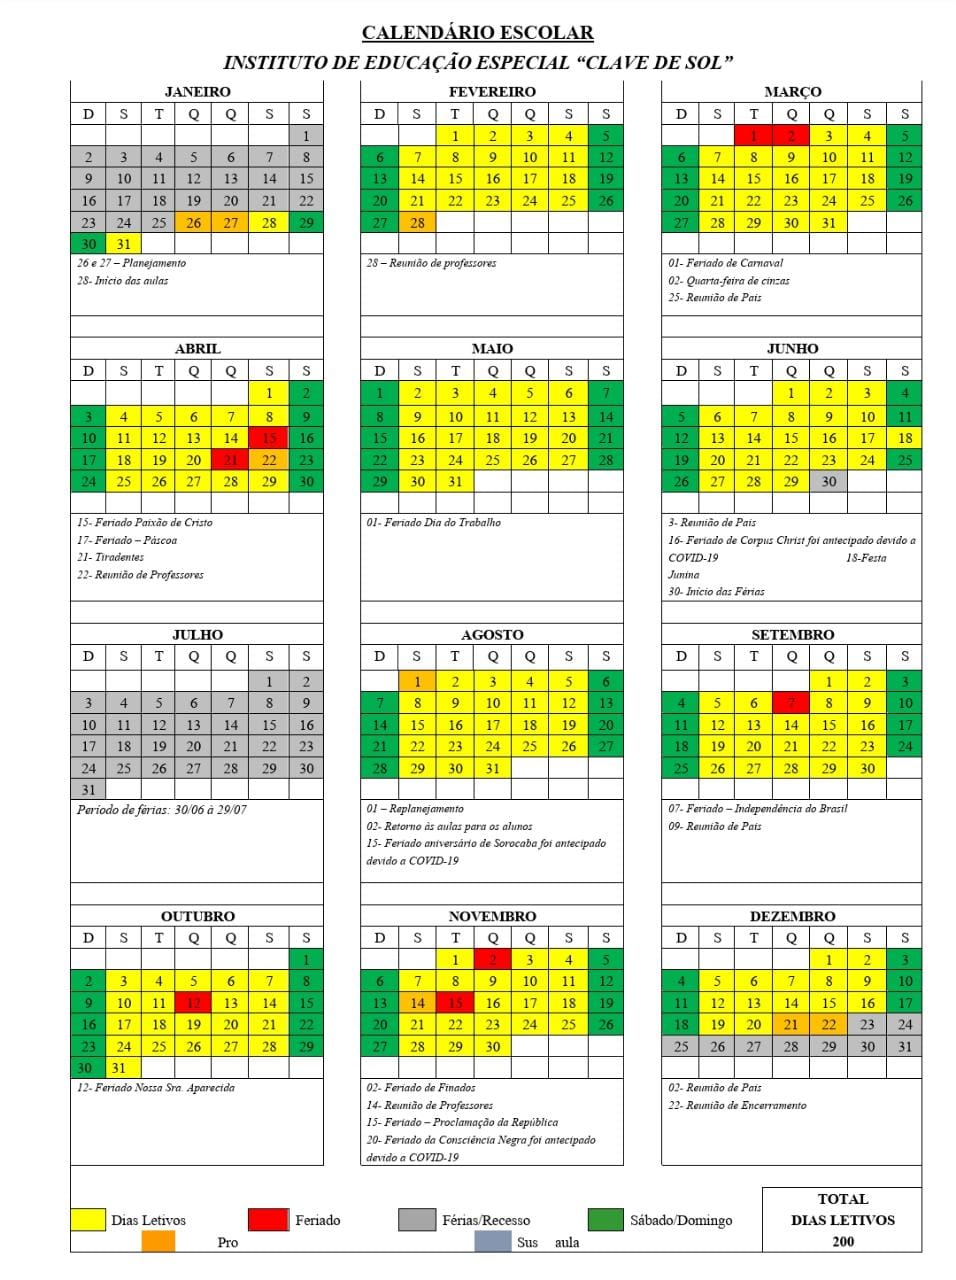 CALENDÁRIO ESCOLAR
INSTITUTO DE EDUCAÇÃO ESPECIAL “CLAVE DE SOL”
JANEIRO
D S T Q Q S S
1
2 3 4 5 6 7 8
9 10 11 12 13 14 15
16 17 18 19 20 21 22
23 24 25 26 27 28 29
30 31
26 e 27 – Planejamento
28- Início das aulas
FEVEREIRO
D S T Q Q S S
1 2 3 4 5
6 7 8 9 10 11 12
13 14 15 16 17 18 19
20 21 22 23 24 25 26
27 28
28 – Reunião de professores
MARÇO
D S T Q Q S S
1 2 3 4 5
6 7 8 9 10 11 12
13 14 15 16 17 18 19
20 21 22 23 24 25 26
27 28 29 30 31
01- Feriado de Carnaval
02- Quarta-feira de cinzas
25- Reunião de Pais
ABRIL
D S T Q Q S S
1 2
3 4 5 6 7 8 9
10 11 12 13 14 15 16
17 18 19 20 21 22 23
24 25 26 27 28 29 30
15- Feriado Paixão de Cristo
17- Feriado – Páscoa
21- Tiradentes
22- Reunião de Professores
MAIO
D S T Q Q S S
1 2 3 4 5 6 7
8 9 10 11 12 13 14
15 16 17 18 19 20 21
22 23 24 25 26 27 28
29 30 31
01- Feriado Dia do Trabalho
JUNHO
D S T Q Q S S
1 2 3 4
5 6 7 8 9 10 11
12 13 14 15 16 17 18
19 20 21 22 23 24 25
26 27 28 29 30
3- Reunião de Pais
16- Feriado de Corpus Christ foi antecipado devido a
COVID-19 18-Festa
Junina
30- Início das Férias
JULHO
D S T Q Q S S
1 2
3 4 5 6 7 8 9
10 11 12 13 14 15 16
17 18 19 20 21 22 23
24 25 26 27 28 29 30
31
Período de férias: 30/06 à 29/07
AGOSTO
D S T Q Q S S
1 2 3 4 5 6
7 8 9 10 11 12 13
14 15 16 17 18 19 20
21 22 23 24 25 26 27
28 29 30 31
01 – Replanejamento
02- Retorno às aulas para os alunos
15- Feriado aniversário de Sorocaba foi antecipado
devido a COVID-19
SETEMBRO
D S T Q Q S S
1 2 3
4 5 6 7 8 9 10
11 12 13 14 15 16 17
18 19 20 21 22 23 24
25 26 27 28 29 30
07- Feriado – Independência do Brasil
09- Reunião de Pais
OUTUBRO
D S T Q Q S S
1
2 3 4 5 6 7 8
9 10 11 12 13 14 15
16 17 18 19 20 21 22
23 24 25 26 27 28 29
30 31
12- Feriado Nossa Sra. Aparecida
NOVEMBRO
D S T Q Q S S
1 2 3 4 5
6 7 8 9 10 11 12
13 14 15 16 17 18 19
20 21 22 23 24 25 26
27 28 29 30
02- Feriado de Finados
14- Reunião de Professores
15- Feriado – Proclamação da República
20- Feriado da Consciência Negra foi antecipado
devido a COVID-19
DEZEMBRO
D S T Q Q S S
1 2 3
4 5 6 7 8 9 10
11 12 13 14 15 16 17
18 19 20 21 22 23 24
25 26 27 28 29 30 31
02- Reunião de Pais
22- Reunião de Encerramento
Dias Letivos Feriado Férias/Recesso Sábado/Domingo
Pro Sus aula
TOTAL
DIAS LETIVOS
200